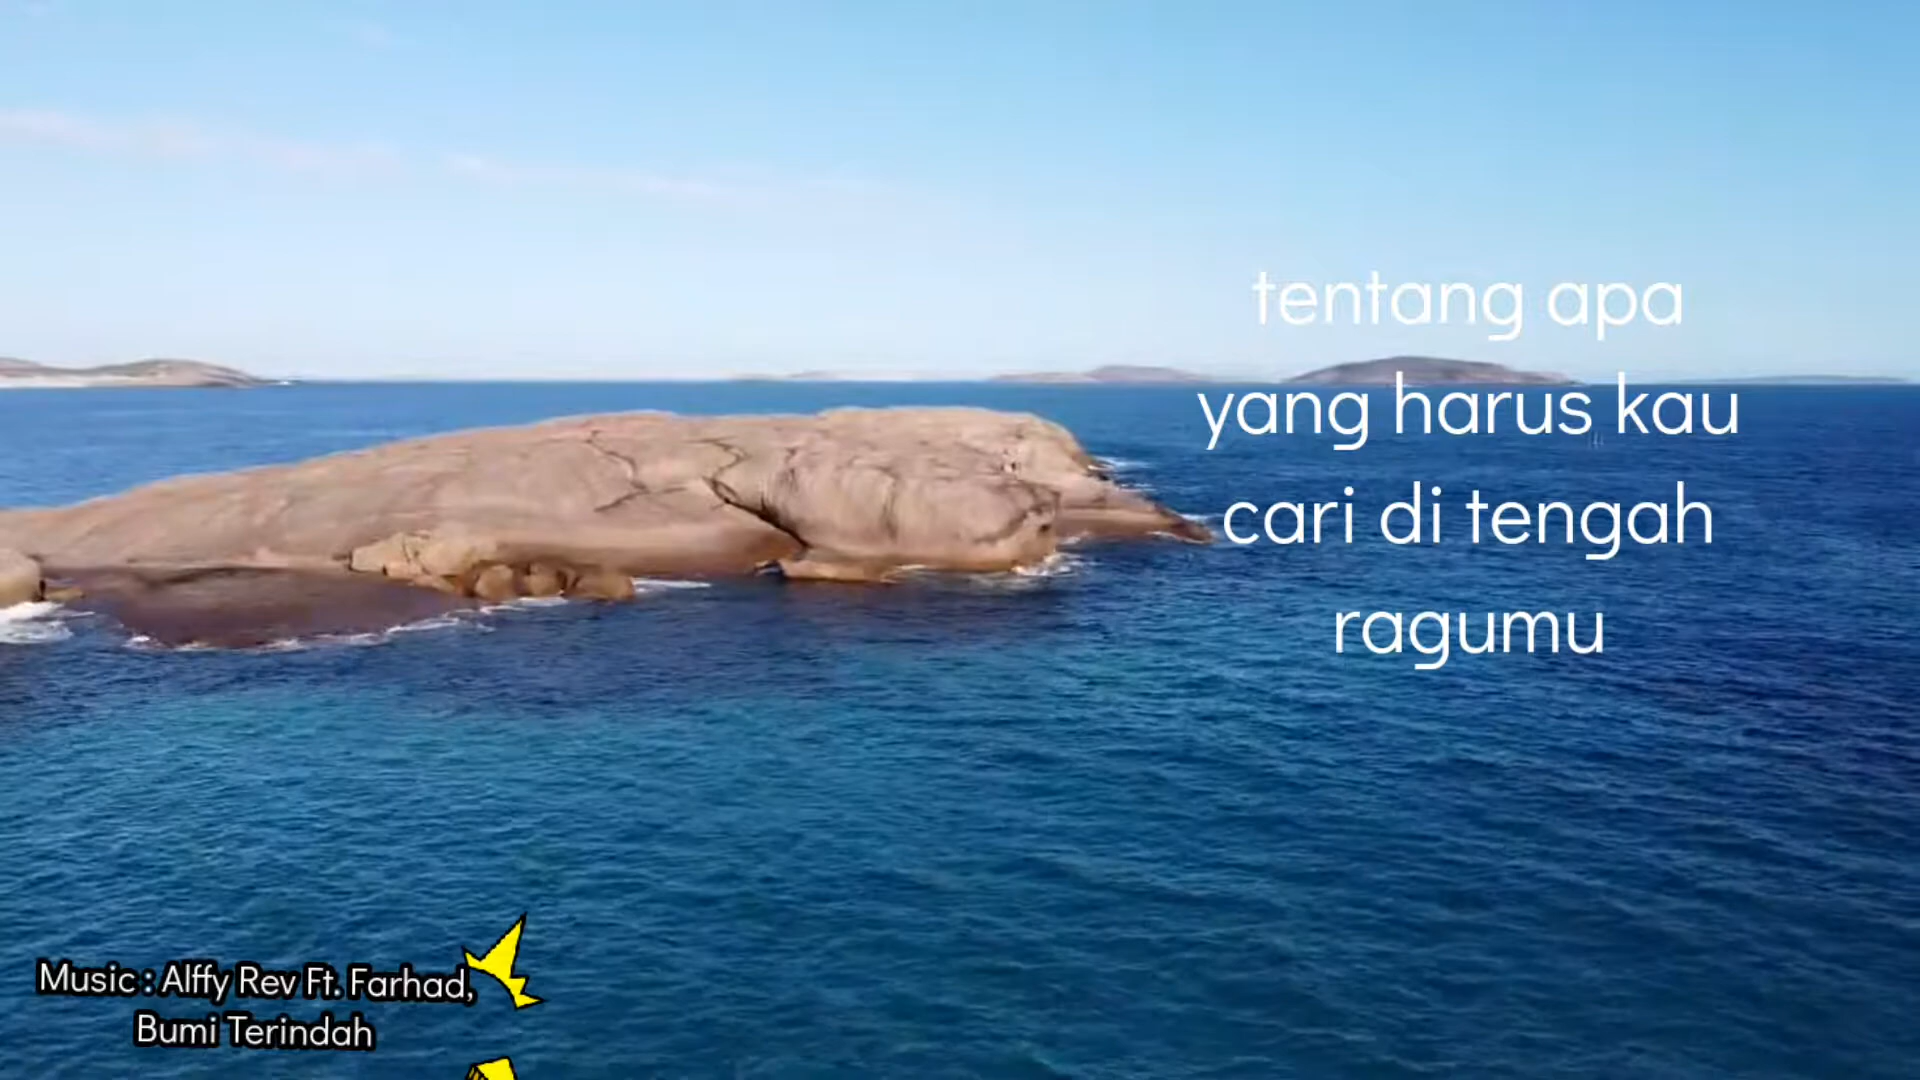 tentang apa
yang harus kau
cari di tengah
ragumu
Music : Alffy Rev Ft. Farhad,
Bumi Terindah